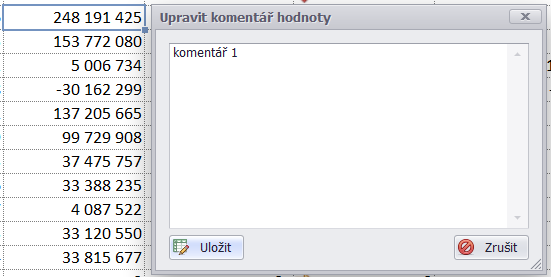 248 191 425
153 772 080
5 006 734
-30 162 299
137 205 665
99 729 908
37 475 757
33 388 235
4 087 522
33 120 550
33 815 677
Upravit komentář hodnoty
komentář 1
Uložit
Zrušit